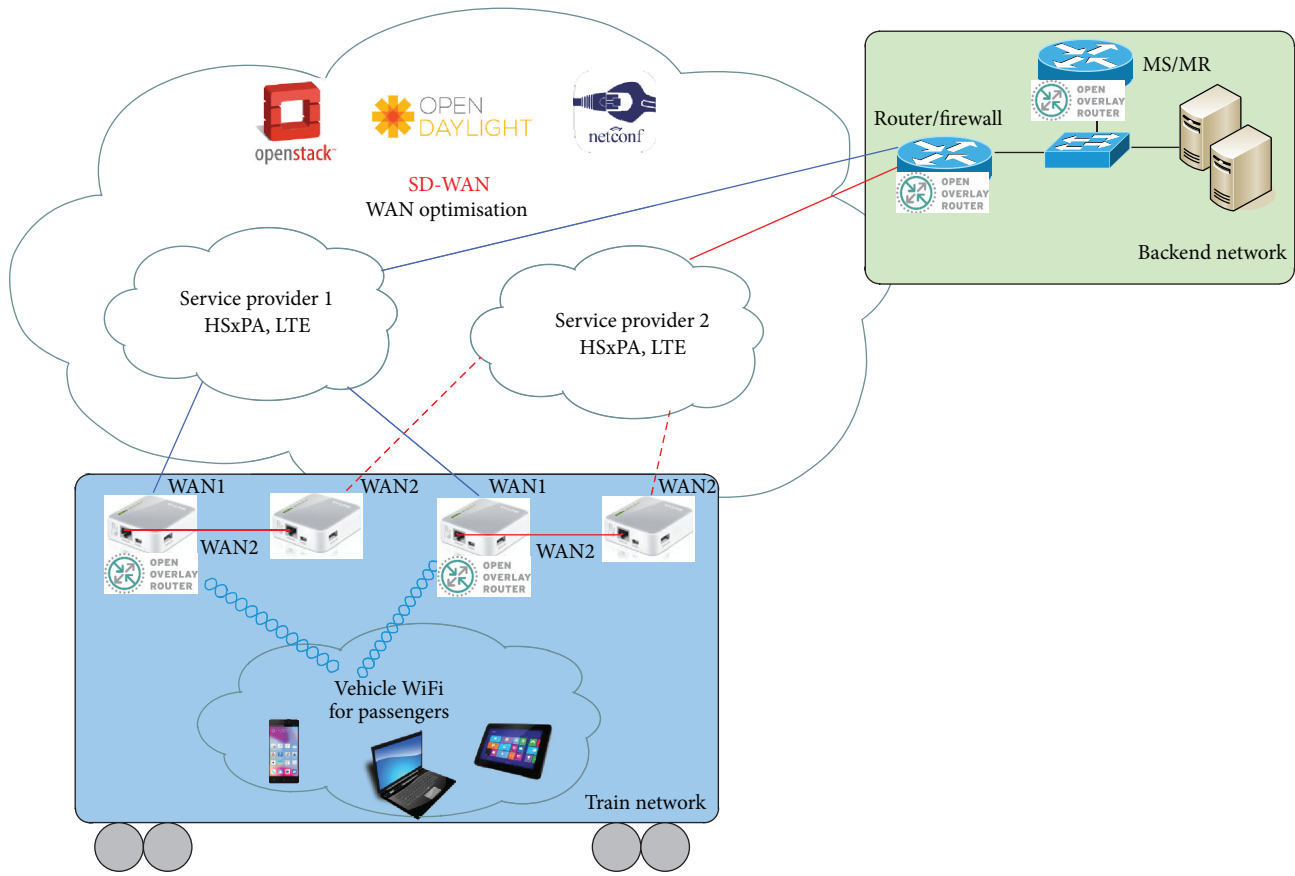 openstack™
OPEN
DAYLIGHT
netconf
SD-WAN
WAN optimisation
MS/MR
OPEN
OVERLAY
ROUTER
Router/firewall
OPEN
OVERLAY
ROUTER
Backend network
Service provider 1
HSxPA, LTE
Service provider 2
HSxPA, LTE
WAN1
WAN2
WAN1
WAN2
WAN2
WAN2
OPEN
OVERLAY
ROUTER
OPEN
OVERLAY
ROUTER
Vehicle WiFi
for passengers
Train network